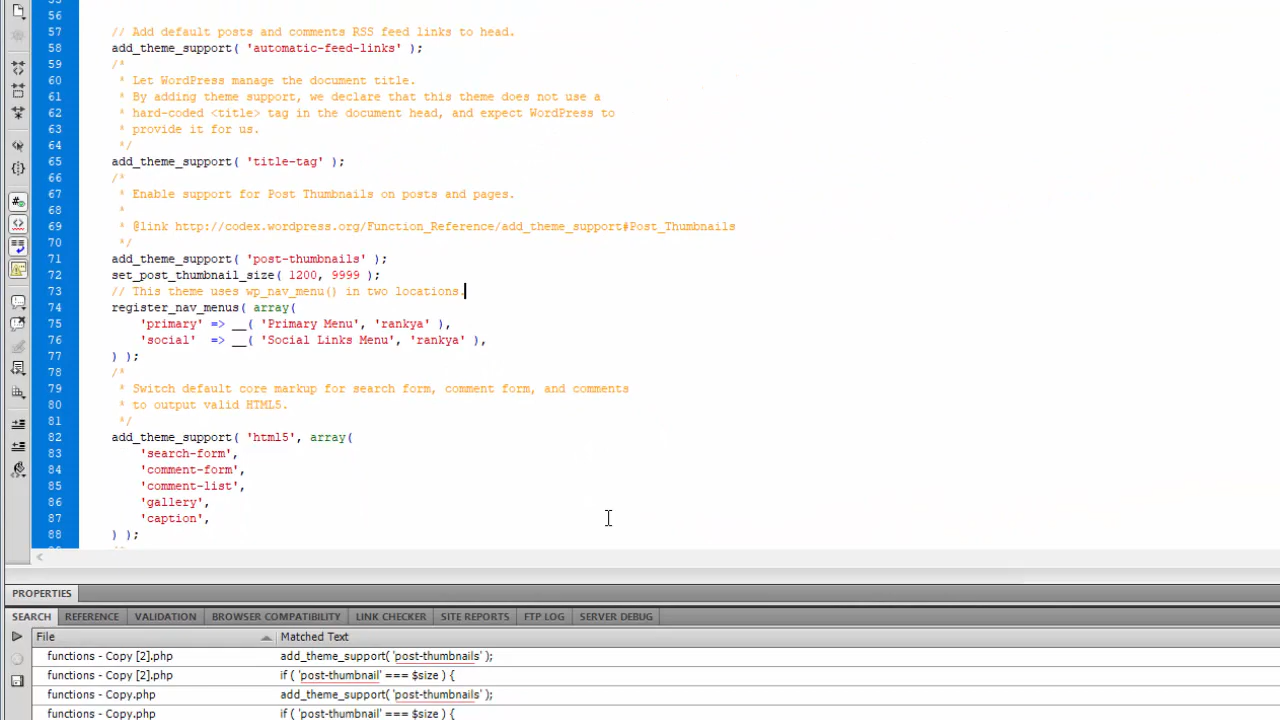 55
56
57 // Add default posts and comments RSS feed links to head.
58 add_theme_support( 'automatic-feed-links' );
59 /*
60 * Let WordPress manage the document title.
61 * By adding theme support, we declare that this theme does not use a
62 * hard-coded <title> tag in the document head, and expect WordPress to
63 * provide it for us.
64 */
65 add_theme_support( 'title-tag' );
66 /*
67 * Enable support for Post Thumbnails on posts and pages.
68 *
69 * @link http://codex.wordpress.org/Function_Reference/add_theme_support#Post_Thumbnails
70 */
71 add_theme_support( 'post-thumbnails' );
72 set_post_thumbnail_size( 1200, 9999 );
73 // This theme uses wp_nav_menu() in two locations.
74 register_nav_menus( array(
75 'primary' => __( 'Primary Menu', 'rankya' ),
76 'social' => __( 'Social Links Menu', 'rankya' ),
77 ) );
78 /*
79 * Switch default core markup for search form, comment form, and comments
80 * to output valid HTML5.
81 */
82 add_theme_support( 'html5', array(
83 'search-form',
84 'comment-form',
85 'comment-list',
86 'gallery',
87 'caption',
88 ) );
PROPERTIES
SEARCH REFERENCE VALIDATION BROWSER COMPATIBILITY LINK CHECKER SITE REPORTS FTP LOG SERVER DEBUG
File Matched Text
functions - Copy [2].php add_theme_support( 'post-thumbnails' );
functions - Copy [2].php if ( 'post-thumbnail' === $size ) {
functions - Copy.php add_theme_support( 'post-thumbnails' );
functions - Copy.php if ( 'post-thumbnail' === $size ) {